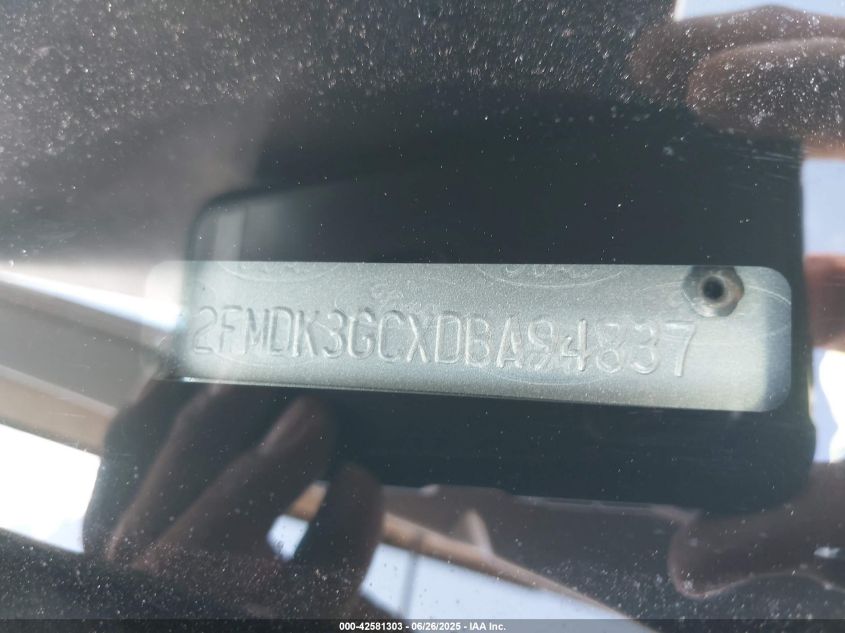 2FMDK3GCXDBA94837
000-42581303 | 06/26/2025 - IAA Inc.